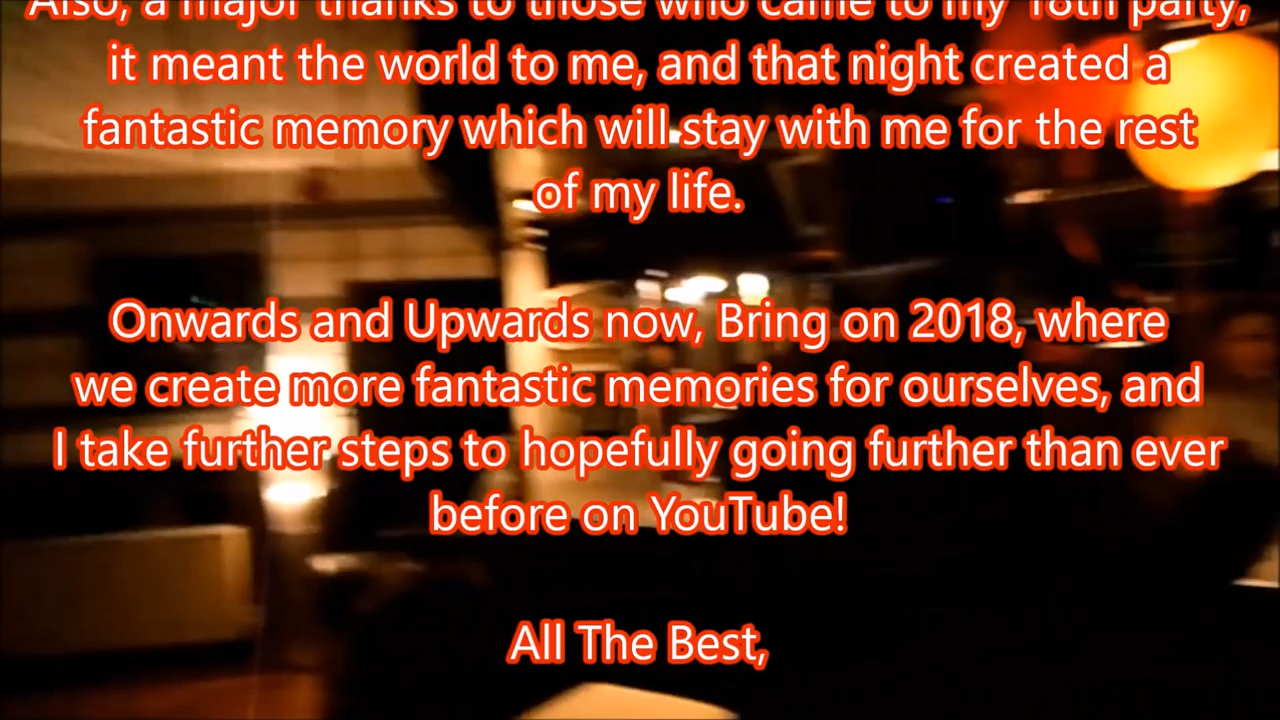 Also, a major thanks to those who came to my 18th party,
it meant the world to me, and that night created a
fantastic memory which will stay with me for the rest
of my life.
Onwards and Upwards now, Bring on 2018, where
we create more fantastic memories for ourselves, and
I take further steps to hopefully going further than ever
before on YouTube!
All The Best,